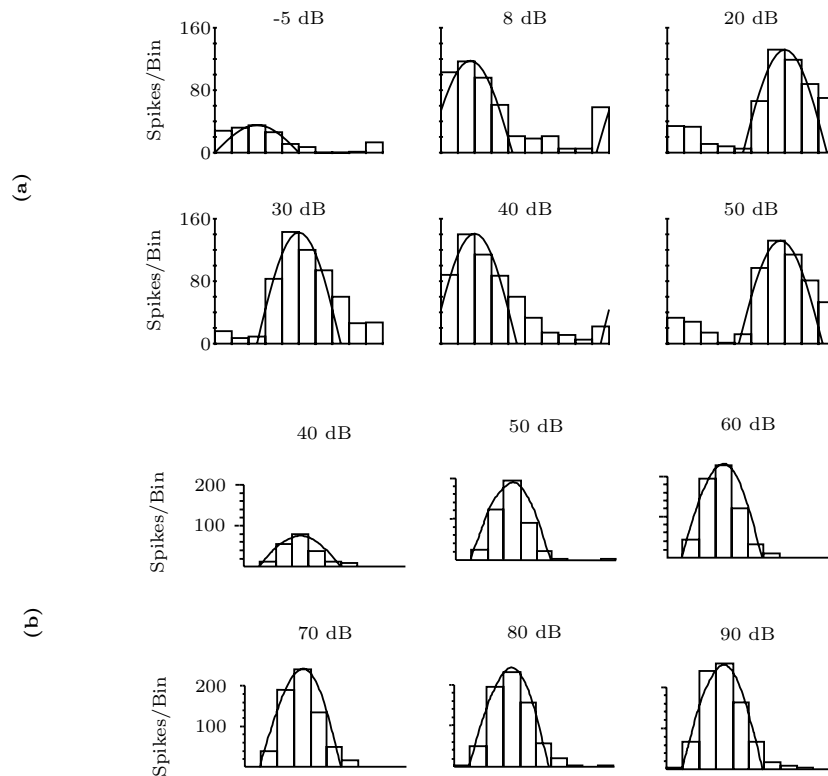 -5 dB 8 dB 20 dB
160
80
0
Spikes/Bin
(a)
30 dB 40 dB 50 dB
160
80
0
Spikes/Bin
40 dB 50 dB 60 dB
200
100
Spikes/Bin
(b)
70 dB 80 dB 90 dB
200
100
Spikes/Bin